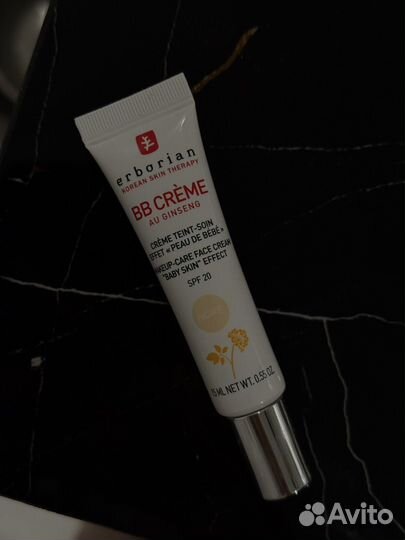 erborian
KOREAN SKIN THERAPY
BB CRÈME
AU GINSENG
CRÈME TEINT-SOIN
EFFET « PEAU DE BÉBÉ »
MAKEUP-CARE FACE CREAM
"BABY SKIN" EFFECT
SPF 20
15 ML NET WT. 0.55 OZ.
Avito